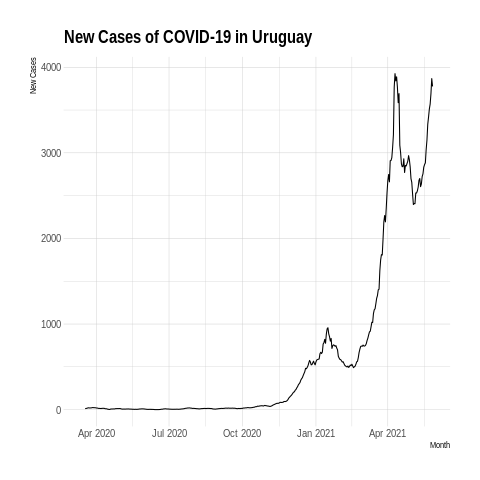 New Cases of COVID-19 in Uruguay
New Cases
4000
3000
2000
1000
0
Apr 2020 Jul 2020 Oct 2020 Jan 2021 Apr 2021
Month